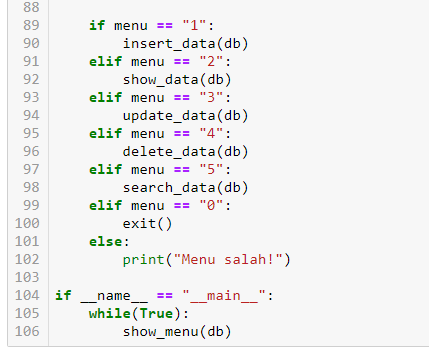 88
89     if menu == "1":
90         insert_data(db)
91     elif menu == "2":
92         show_data(db)
93     elif menu == "3":
94         update_data(db)
95     elif menu == "4":
96         delete_data(db)
97     elif menu == "5":
98         search_data(db)
99     elif menu == "0":
100         exit()
101     else:
102         print("Menu salah!")
103
104 if __name__ == "__main__":
105     while(True):
106         show_menu(db)